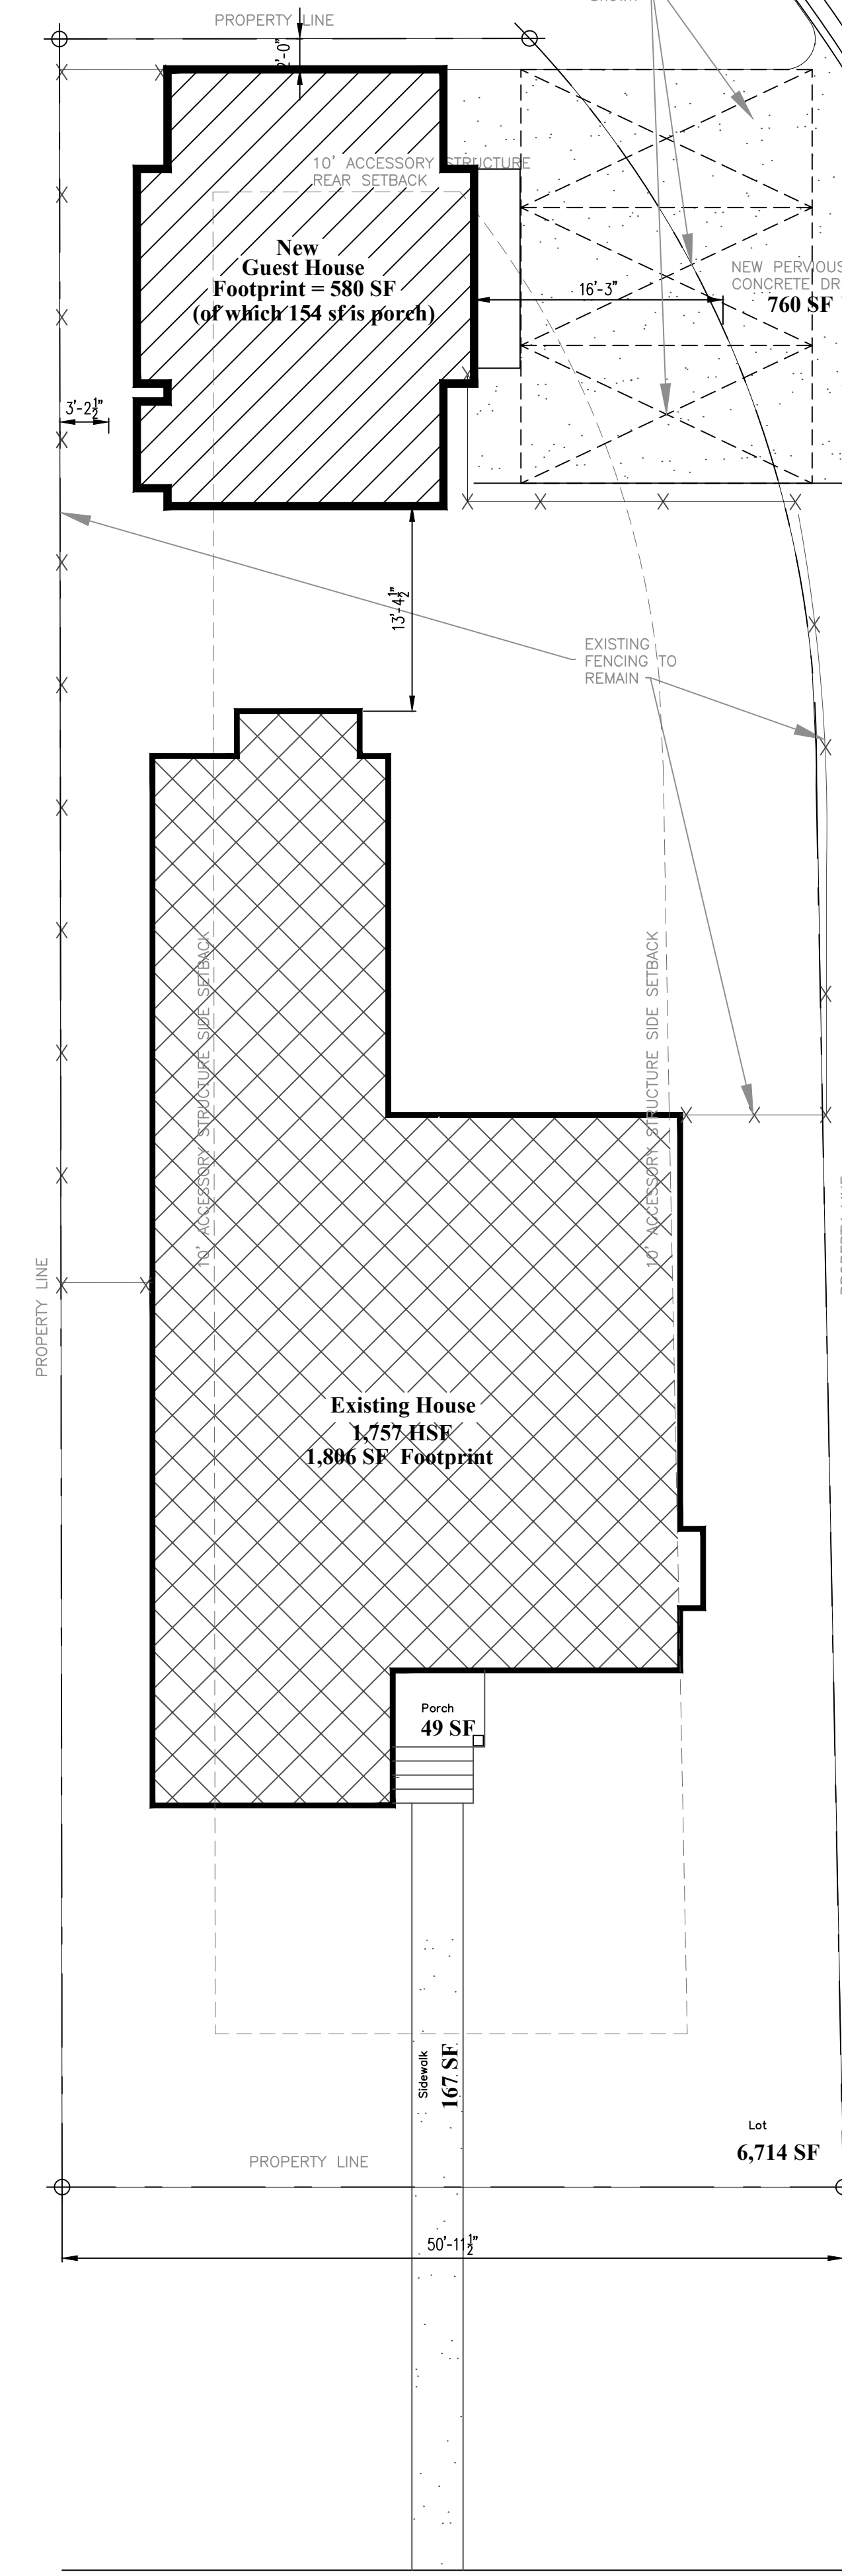 PROPERTY LINE
2'-0"
10' ACCESSORY STRUCTURE
REAR SETBACK
New
Guest House
Footprint = 580 SF
(of which 154 sf is porch)
16'-3"
NEW PERVIOUS
CONCRETE DR
760 SF
3'-2½"
13'-4½"
EXISTING
FENCING TO
REMAIN
10' ACCESSORY STRUCTURE SIDE SETBACK
10' ACCESSORY STRUCTURE SIDE SETBACK
PROPERTY LINE
Existing House
1,757 HSF
1,806 SF Footprint
Porch
49 SF
Sidewalk
167 SF
Lot
6,714 SF
PROPERTY LINE
50'-11½"